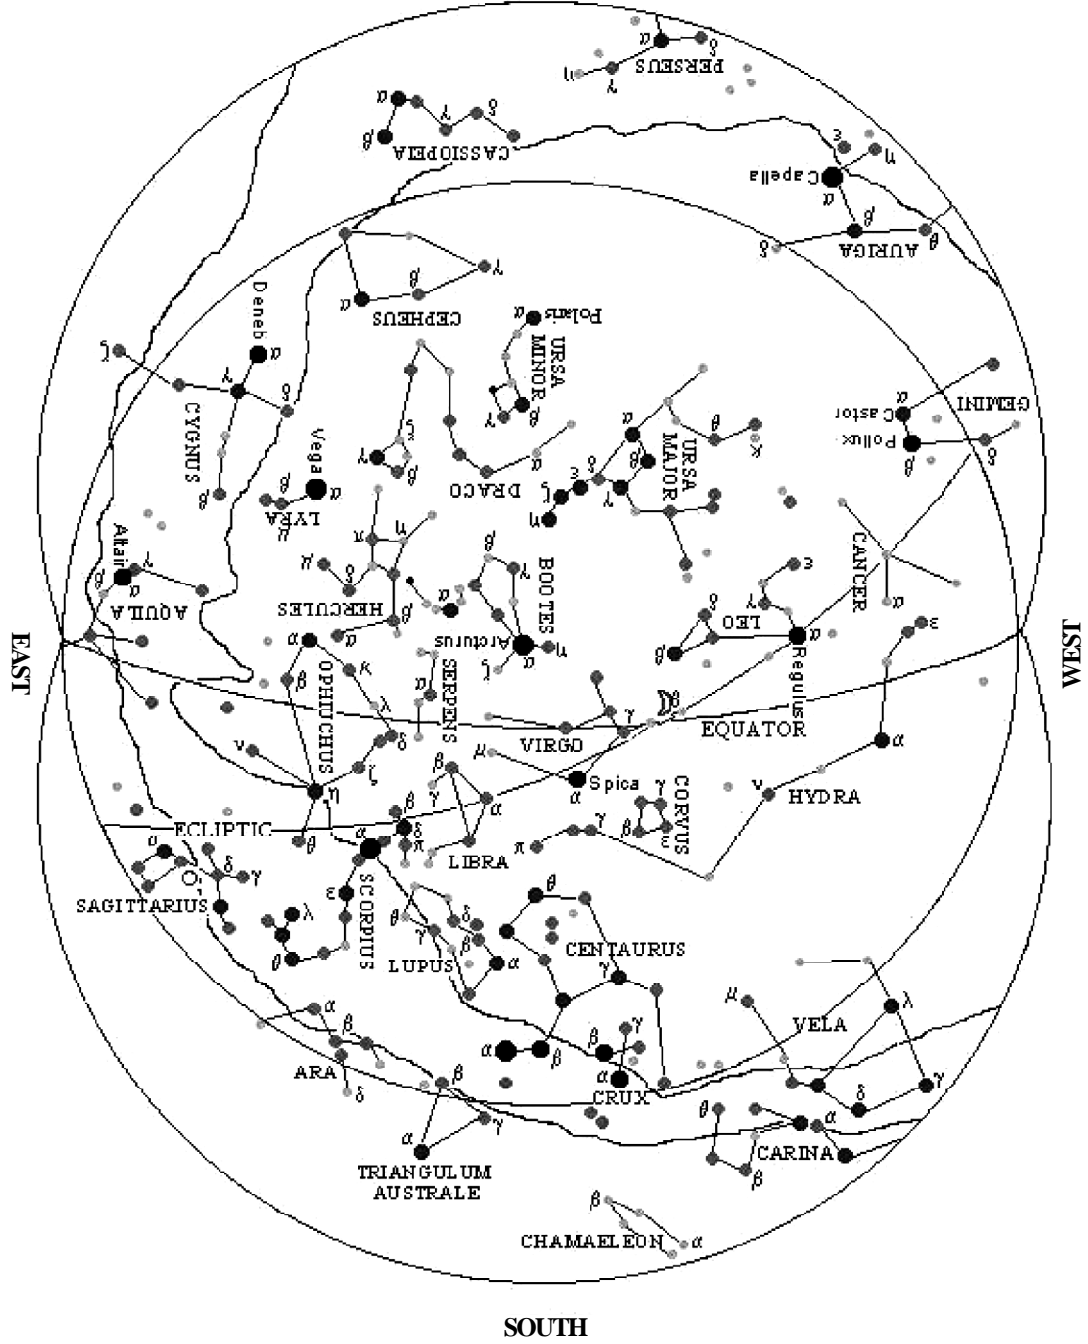 α δ
PERSEUS
η γ
α γ δ
β
CASSIOPEIA
ε η
Capella
α
β
θ
δ
AURIGA
γ
β
α
CEPHEUS
Deneb
α
ζ
γ
δ
CYGNUS
β
α Polaris
URSA
MINOR
γ β
α
Castor
Pollux
β
GEMINI
δ
ζ
γ
β
α
DRACO
Vega
α
β
LYRA
μ
α
θ
κ
β
URSA
MAJOR
δ
γ
ε
ζ
η
Altair
γ
β α
AQUILA
π η
μ δ
HERCULES
β
α
β
γ
BOOTES
α
Arcturus
α η
ζ
CANCER
α
ε
γ
δ
LEO
β
α
Regulus
ε
EAST
WEST
α
β κ
OPHIUCHUS
λ
δ
ν
ζ
η
θ
SERPENS
α
VIRGO
γ
β
EQUATOR
μ
α Spica
α
ν
HYDRA
β
γ
α
LIBRA
CORVUS
γ
β ε
π γ
ECLIPTIC
β
δ
π
α
SCORPIUS
ε
λ
θ
σ
δ γ
SAGITTARIUS
θ
δ
γ β
α
LUPUS
θ
CENTAURUS
γ
α β
γ
β
α
CRUX
μ
VELA
λ
γ
δ
α
β
ARA
δ
β
γ
α
TRIANGULUM
AUSTRALE
θ
α
CARINA
β
β
CHAMAELEON α
SOUTH